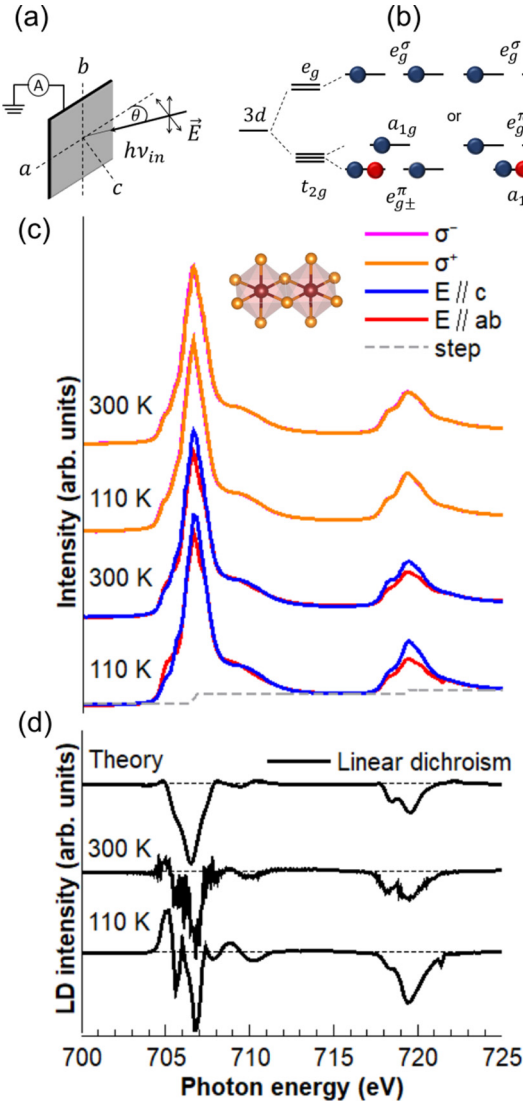 (a)
(b)
A
b
θ
E⃗
hν_in
a
c
3d
e_g
t_2g
e_g^σ
e_g^σ
a_1g
or
e_g^π
e_g±^π
a_1
(c)
σ⁻
σ⁺
E // c
E // ab
step
300 K
110 K
300 K
110 K
Intensity (arb. units)
(d)
Theory
Linear dichroism
300 K
110 K
LD intensity (arb. units)
700 705 710 715 720 725
Photon energy (eV)